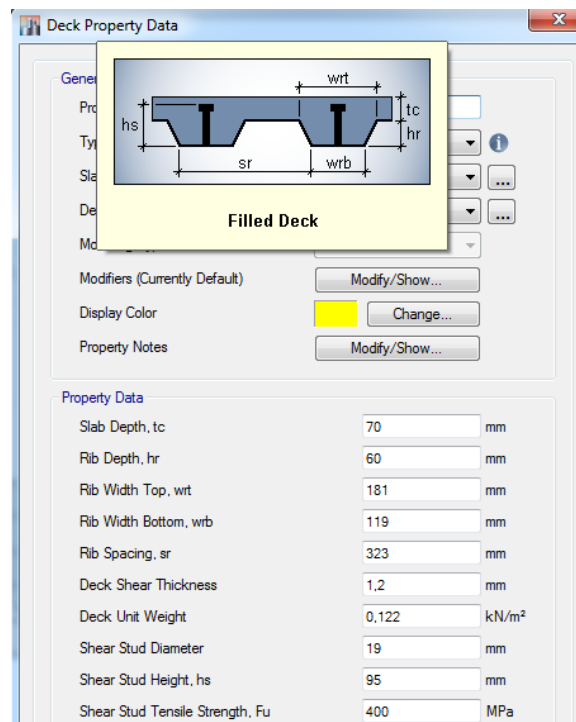 Deck Property Data
wrt
tc
hs
hr
sr
wrb
Filled Deck
Modifiers (Currently Default) Modify/Show...
Display Color Change...
Property Notes Modify/Show...
Property Data
Slab Depth, tc 70 mm
Rib Depth, hr 60 mm
Rib Width Top, wrt 181 mm
Rib Width Bottom, wrb 119 mm
Rib Spacing, sr 323 mm
Deck Shear Thickness 1,2 mm
Deck Unit Weight 0,122 kN/m²
Shear Stud Diameter 19 mm
Shear Stud Height, hs 95 mm
Shear Stud Tensile Strength, Fu 400 MPa